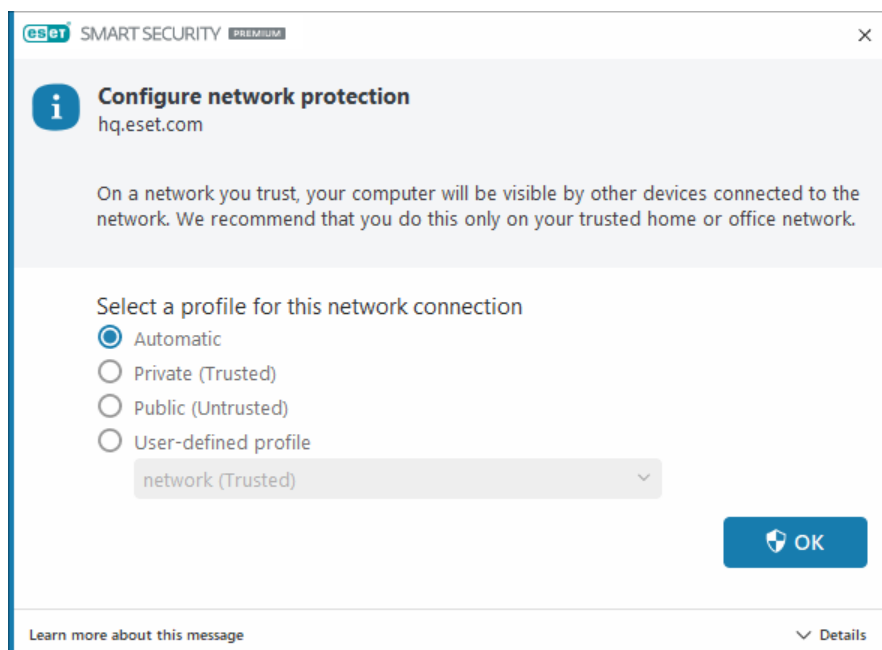 eset SMART SECURITY PREMIUM
Configure network protection
hq.eset.com
On a network you trust, your computer will be visible by other devices connected to the
network. We recommend that you do this only on your trusted home or office network.
Select a profile for this network connection
Automatic
Private (Trusted)
Public (Untrusted)
User-defined profile
network (Trusted)
OK
Learn more about this message
Details